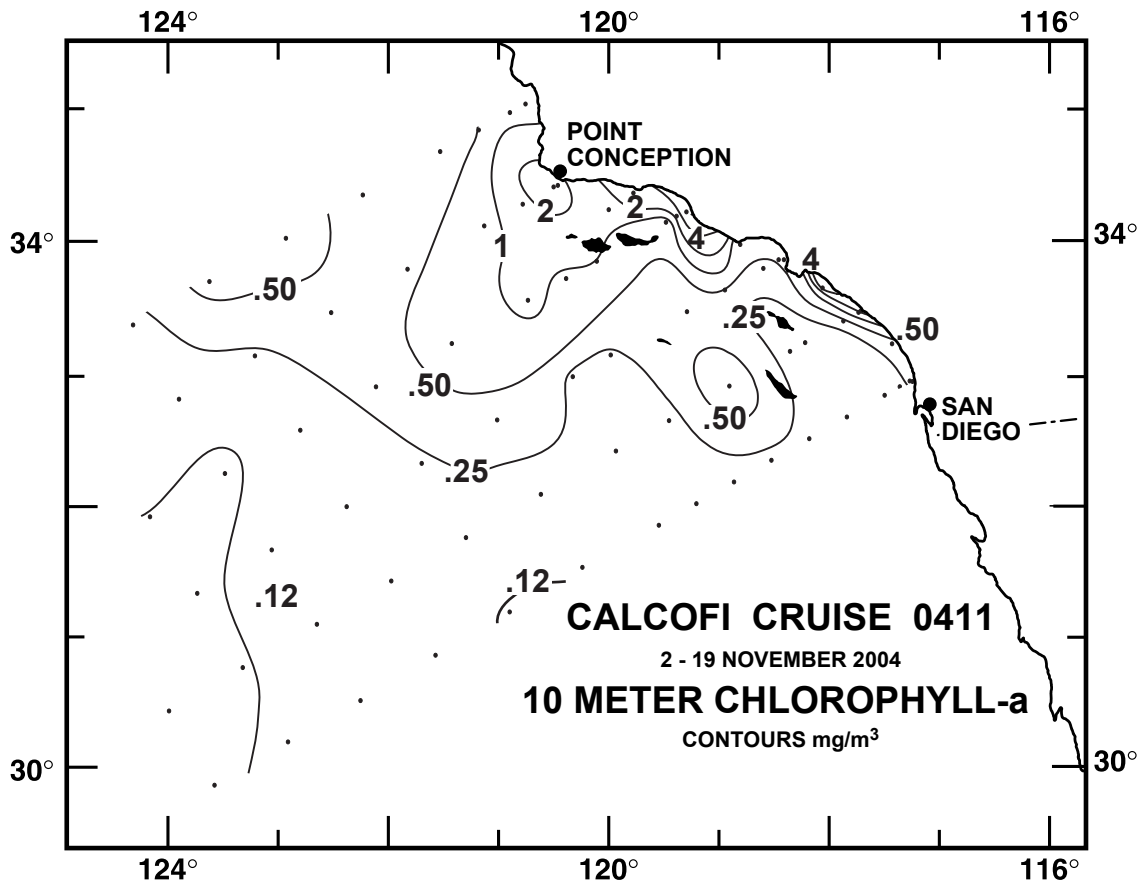 124° 120° 116°
POINT
CONCEPTION
2 2
34° 1 4 34°
4
.50
.25
.50
.50
.50
SAN
DIEGO
.25
.12
.12
CALCOFI CRUISE 0411
2 - 19 NOVEMBER 2004
10 METER CHLOROPHYLL-a
CONTOURS mg/m³
30° 30°
124° 120° 116°